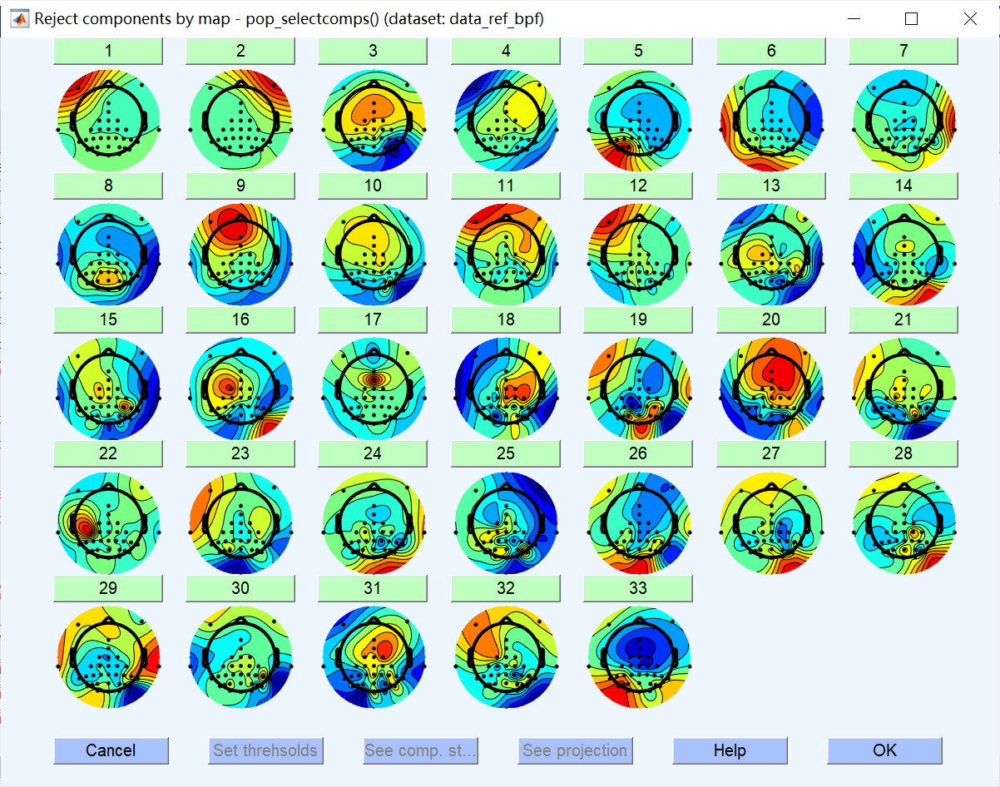 Reject components by map - pop_selectcomps() (dataset: data_ref_bpf)
1 2 3 4 5 6 7
8 9 10 11 12 13 14
15 16 17 18 19 20 21
22 23 24 25 26 27 28
29 30 31 32 33
Cancel Set threhsolds See comp. st... See projection Help OK